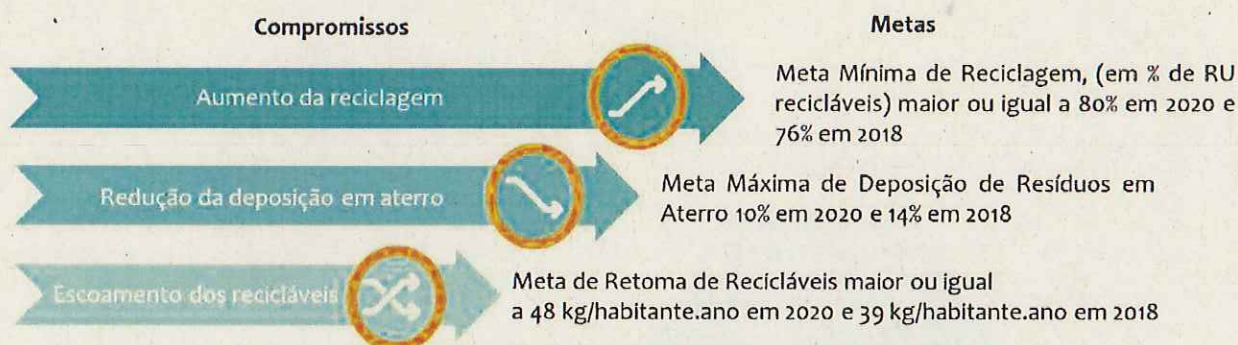 Compromissos
Metas
Aumento da reciclagem
Meta Mínima de Reciclagem, (em % de RU
recicláveis) maior ou igual a 80% em 2020 e
76% em 2018
Redução da deposição em aterro
Meta Máxima de Deposição de Resíduos em
Aterro 10% em 2020 e 14% em 2018
Escoamento dos recicláveis
Meta de Retoma de Recicláveis maior ou igual
a 48 kg/habitante.ano em 2020 e 39 kg/habitante.ano em 2018